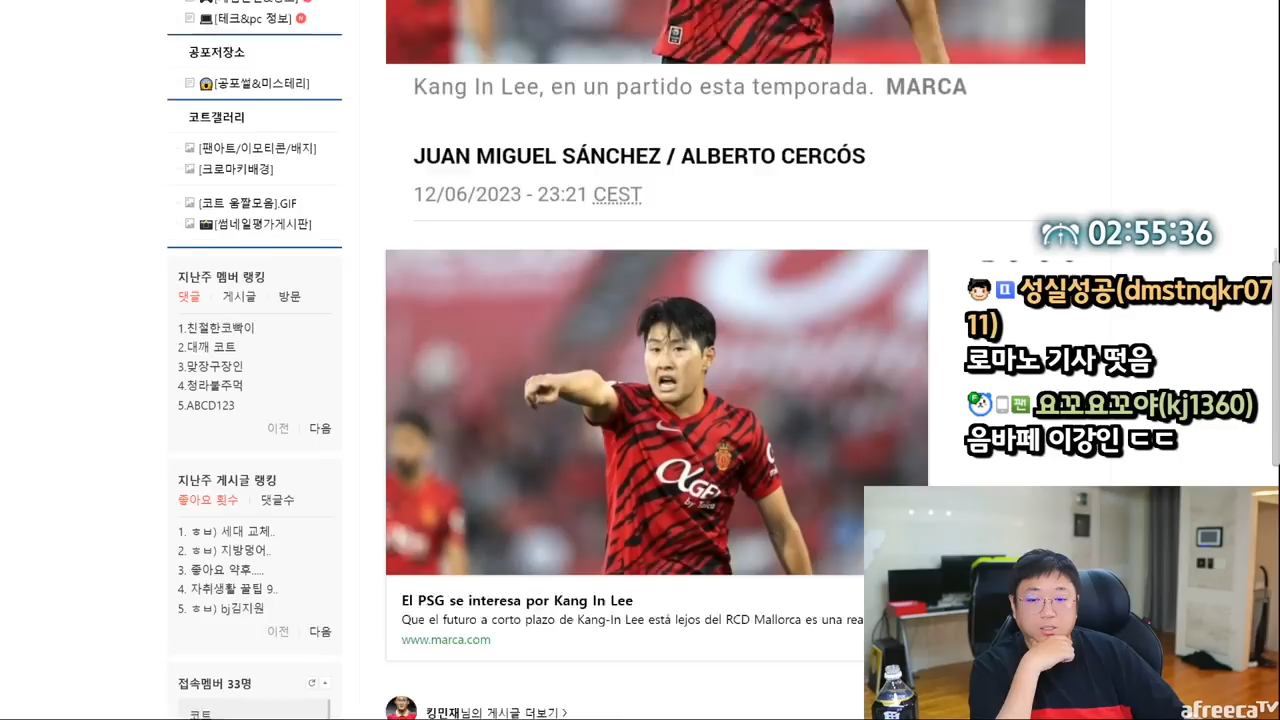 [테크&pc 정보]
공포저장소
[공포썰&미스테리]
코트갤러리
[팬아트/이모티콘/배지]
[크로마키배경]
[코트 움짤모음].GIF
[썸네일평가게시판]
지난주 멤버 랭킹
댓글 게시글 방문
1.친절한코빡이
2.대깨 코트
3.맞장구장인
4.청라불주먹
5.ABCD123
이전 다음
지난주 게시글 랭킹
좋아요 횟수 댓글수
1. ㅎㅂ) 세대 교체..
2. ㅎㅂ) 지방덩어..
3. 좋아요 약후.....
4. 자취생활 꿀팁 9..
5. ㅎㅂ) bj김지원
이전 다음
접속멤버 33명
코트
Kang In Lee, en un partido esta temporada. MARCA
JUAN MIGUEL SÁNCHEZ / ALBERTO CERCÓS
12/06/2023 - 23:21 CEST
AGF
by Taica
El PSG se interesa por Kang In Lee
Que el futuro a corto plazo de Kang-In Lee está lejos del RCD Mallorca es una rea
www.marca.com
킹민재님의 게시글 더보기 >
02:55:36
성실성공(dmstnqkr07
11)
로마노 기사 떳음
팬 요꼬요꼬야(kj1360)
음바페 이강인 ㄷㄷ
afreecaTV